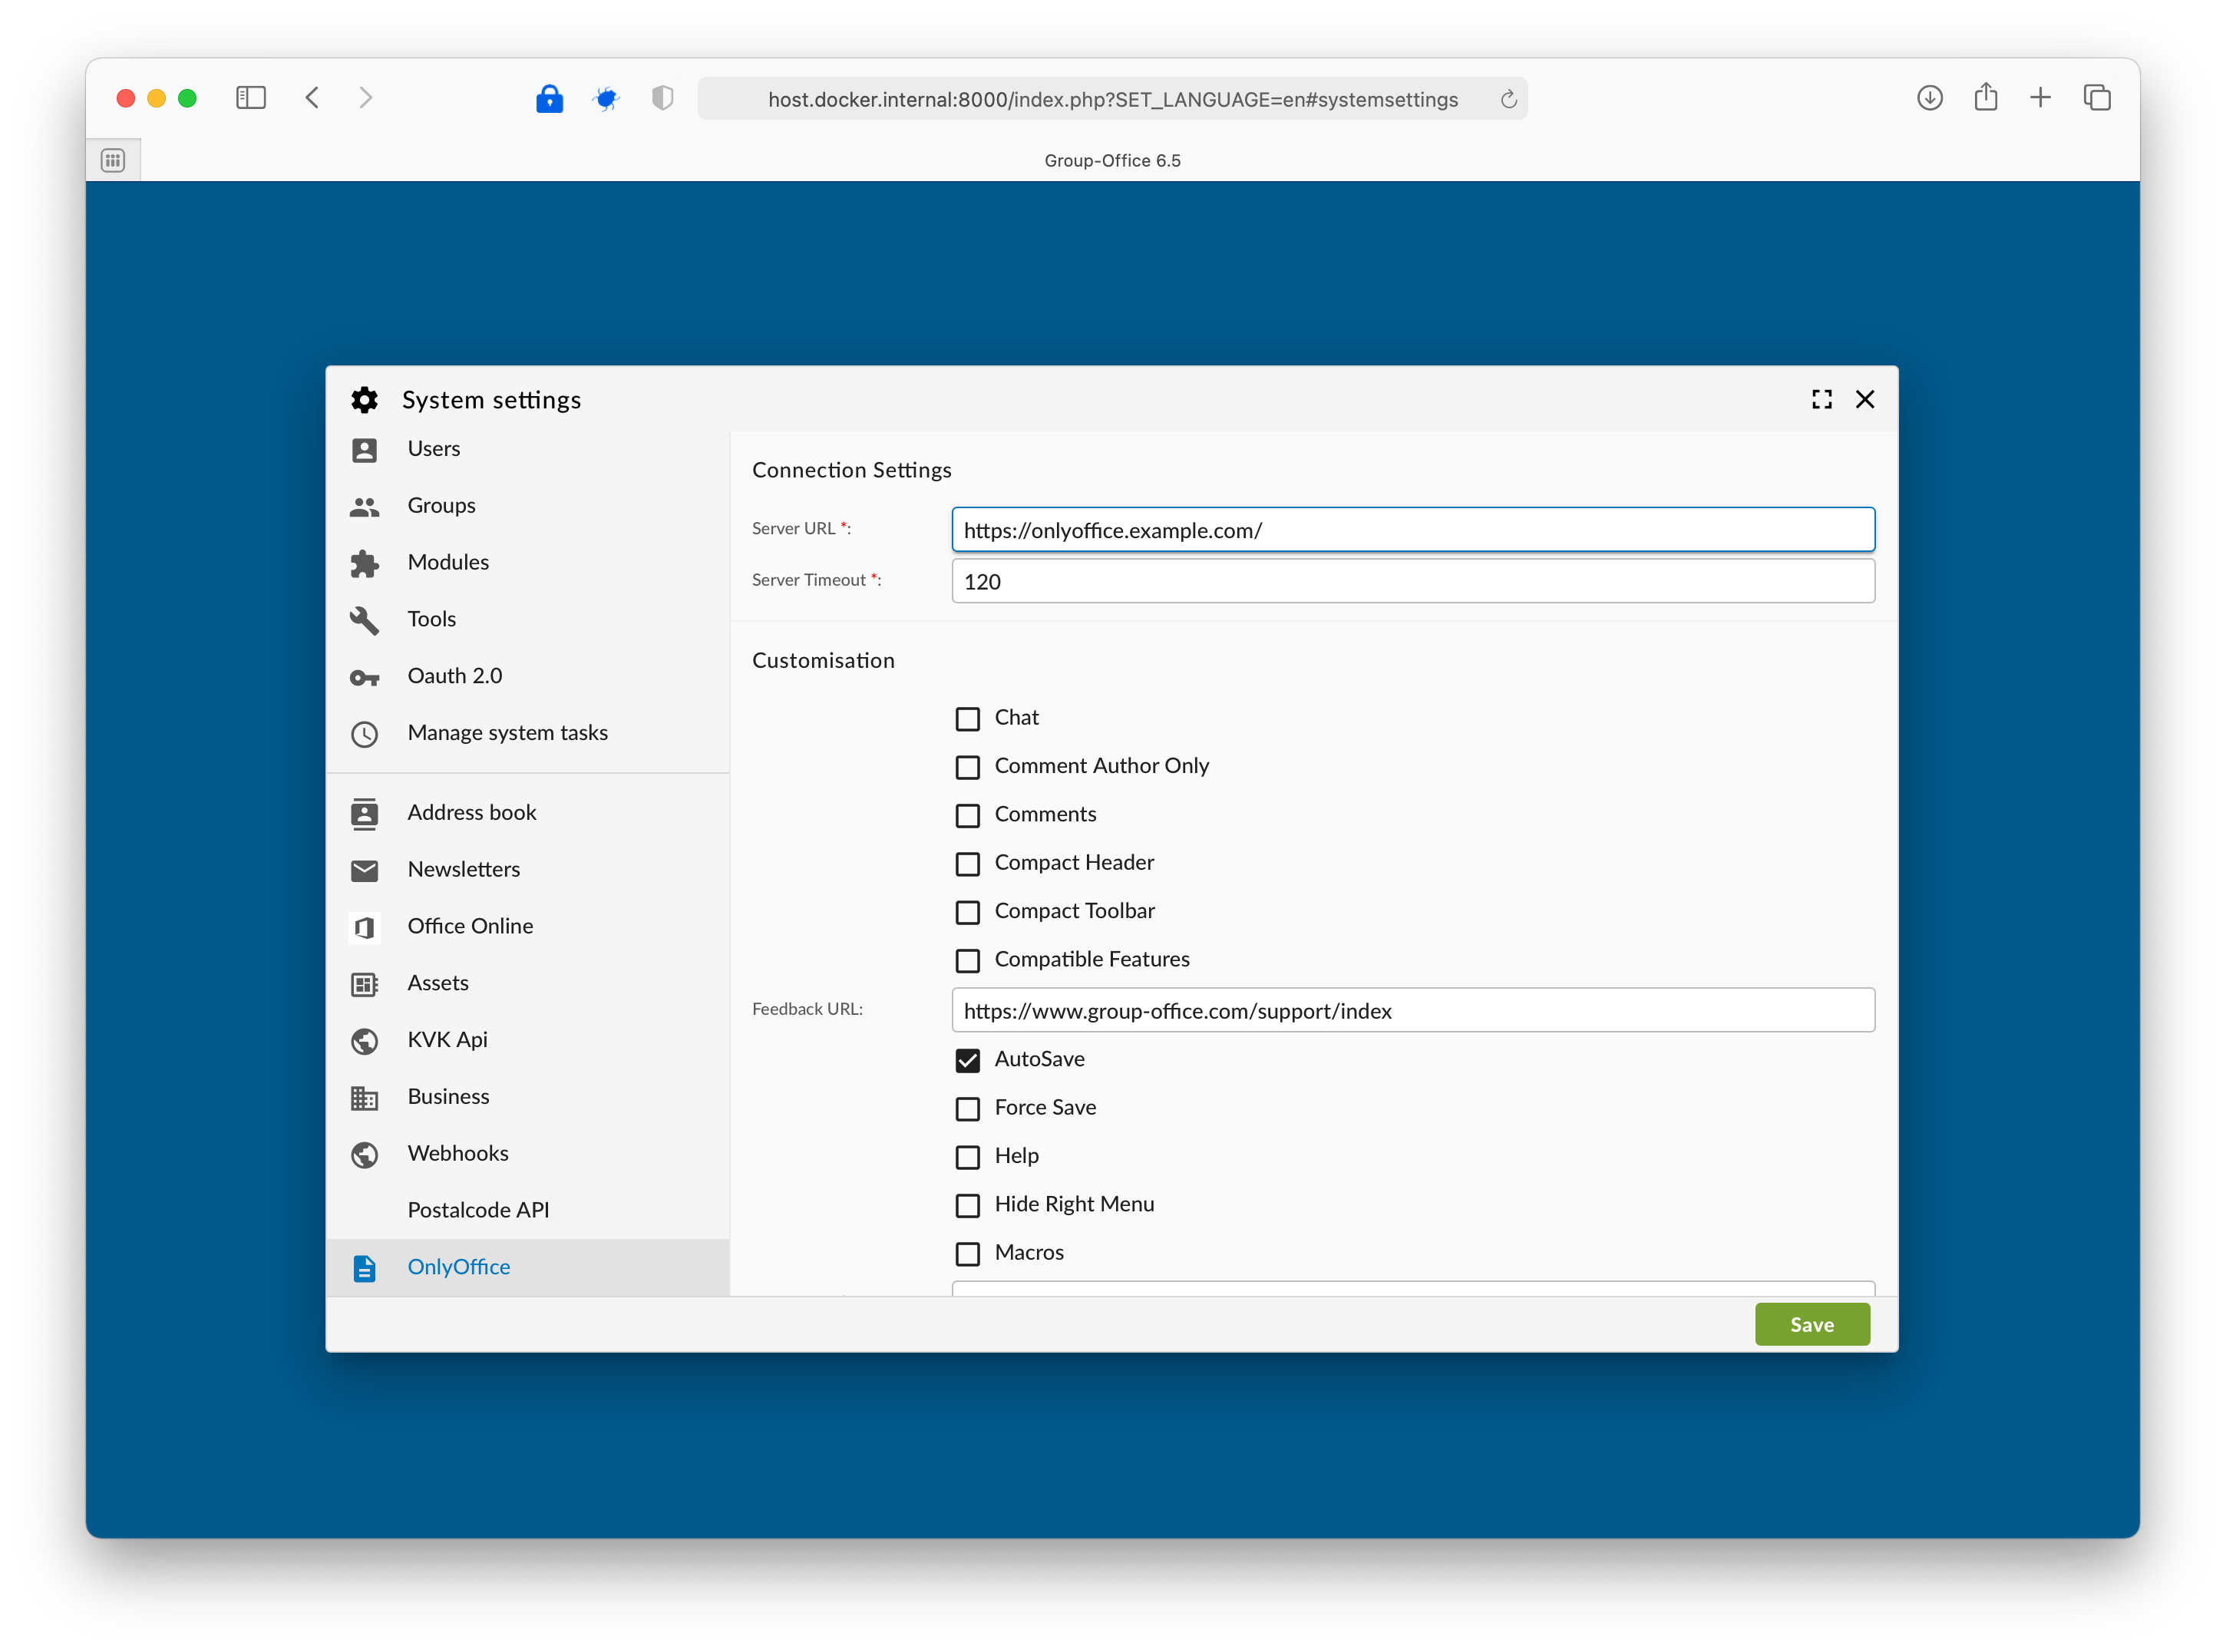 host.docker.internal:8000/index.php?SET_LANGUAGE=en#systemsettings
Group-Office 6.5
System settings
Users
Groups
Modules
Tools
Oauth 2.0
Manage system tasks
Address book
Newsletters
Office Online
Assets
KVK Api
Business
Webhooks
Postalcode API
OnlyOffice
Connection Settings
Server URL *: https://onlyoffice.example.com/
Server Timeout *: 120
Customisation
Chat
Comment Author Only
Comments
Compact Header
Compact Toolbar
Compatible Features
Feedback URL: https://www.group-office.com/support/index
AutoSave
Force Save
Help
Hide Right Menu
Macros
Save